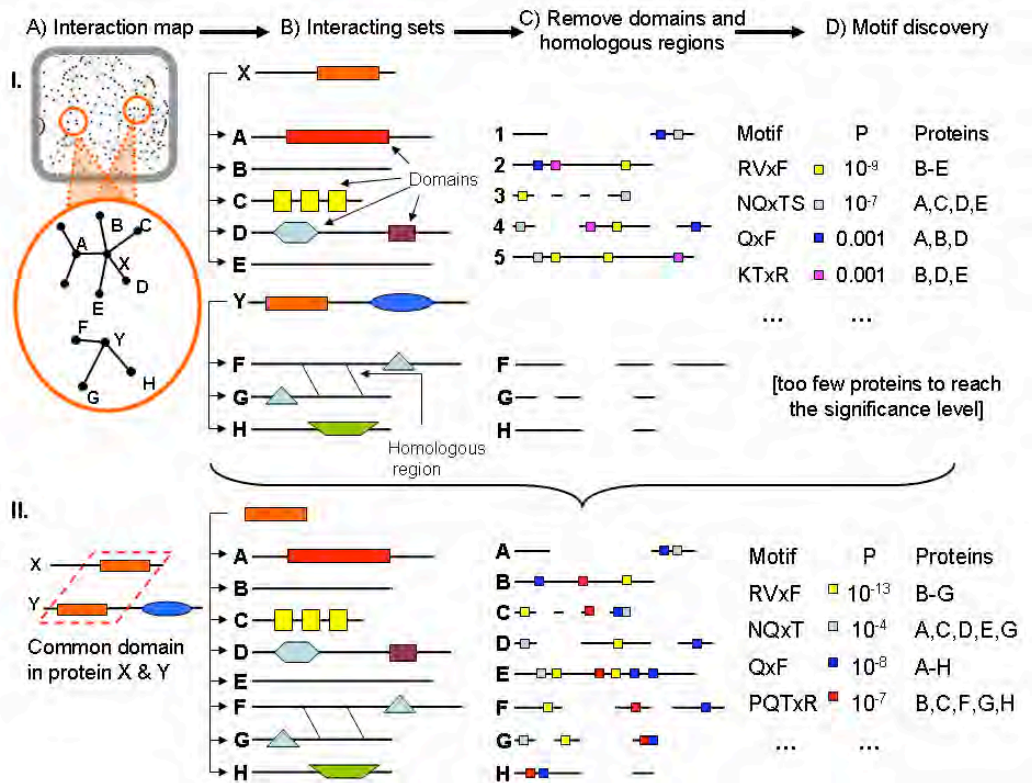 A) Interaction map
B) Interacting sets
C) Remove domains and homologous regions
D) Motif discovery
I.
X
A
B
C
D
E
Y
F
G
H
Domains
Homologous region
A
B
C
X
D
E
F
Y
G
H
1
2
3
4
5
F
G
H
Motif P Proteins
RVxF 10⁻⁹ B-E
NQxTS 10⁻⁷ A,C,D,E
QxF 0.001 A,B,D
KTxR 0.001 B,D,E
... ...
[too few proteins to reach
the significance level]
II.
X
Y
Common domain
in protein X & Y
A
B
C
D
E
F
G
H
A
B
C
D
E
F
G
H
Motif P Proteins
RVxF 10⁻¹³ B-G
NQxT 10⁻⁴ A,C,D,E,G
QxF 10⁻⁸ A-H
PQTxR 10⁻⁷ B,C,F,G,H
... ...